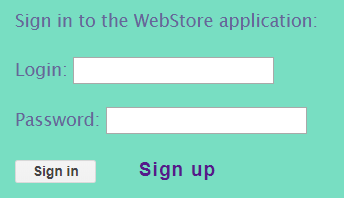 Sign in to the WebStore application:
Login:
Password:
Sign in Sign up